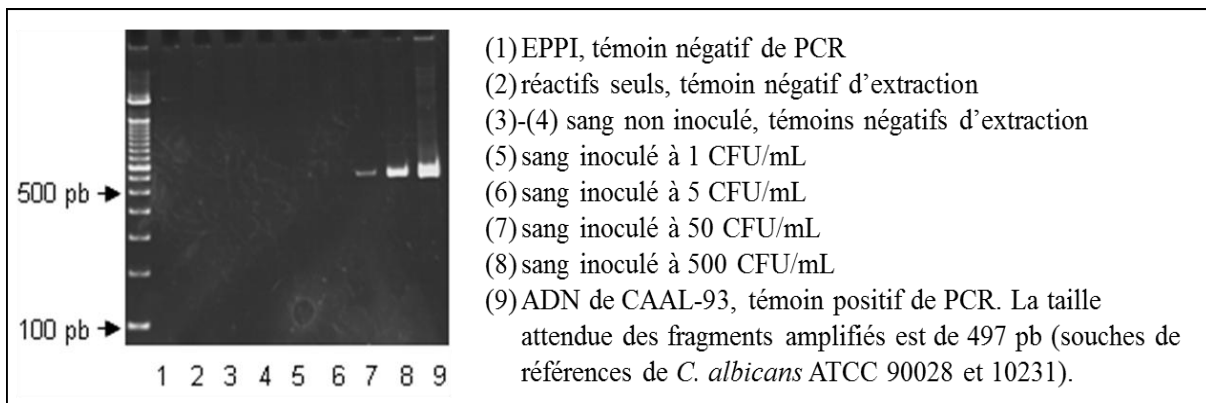 (1) EPPI, témoin négatif de PCR
(2) réactifs seuls, témoin négatif d’extraction
(3)-(4) sang non inoculé, témoins négatifs d’extraction
(5) sang inoculé à 1 CFU/mL
(6) sang inoculé à 5 CFU/mL
(7) sang inoculé à 50 CFU/mL
(8) sang inoculé à 500 CFU/mL
(9) ADN de CAAL-93, témoin positif de PCR. La taille
attendue des fragments amplifiés est de 497 pb (souches de
références de C. albicans ATCC 90028 et 10231).
500 pb
100 pb
1 2 3 4 5 6 7 8 9